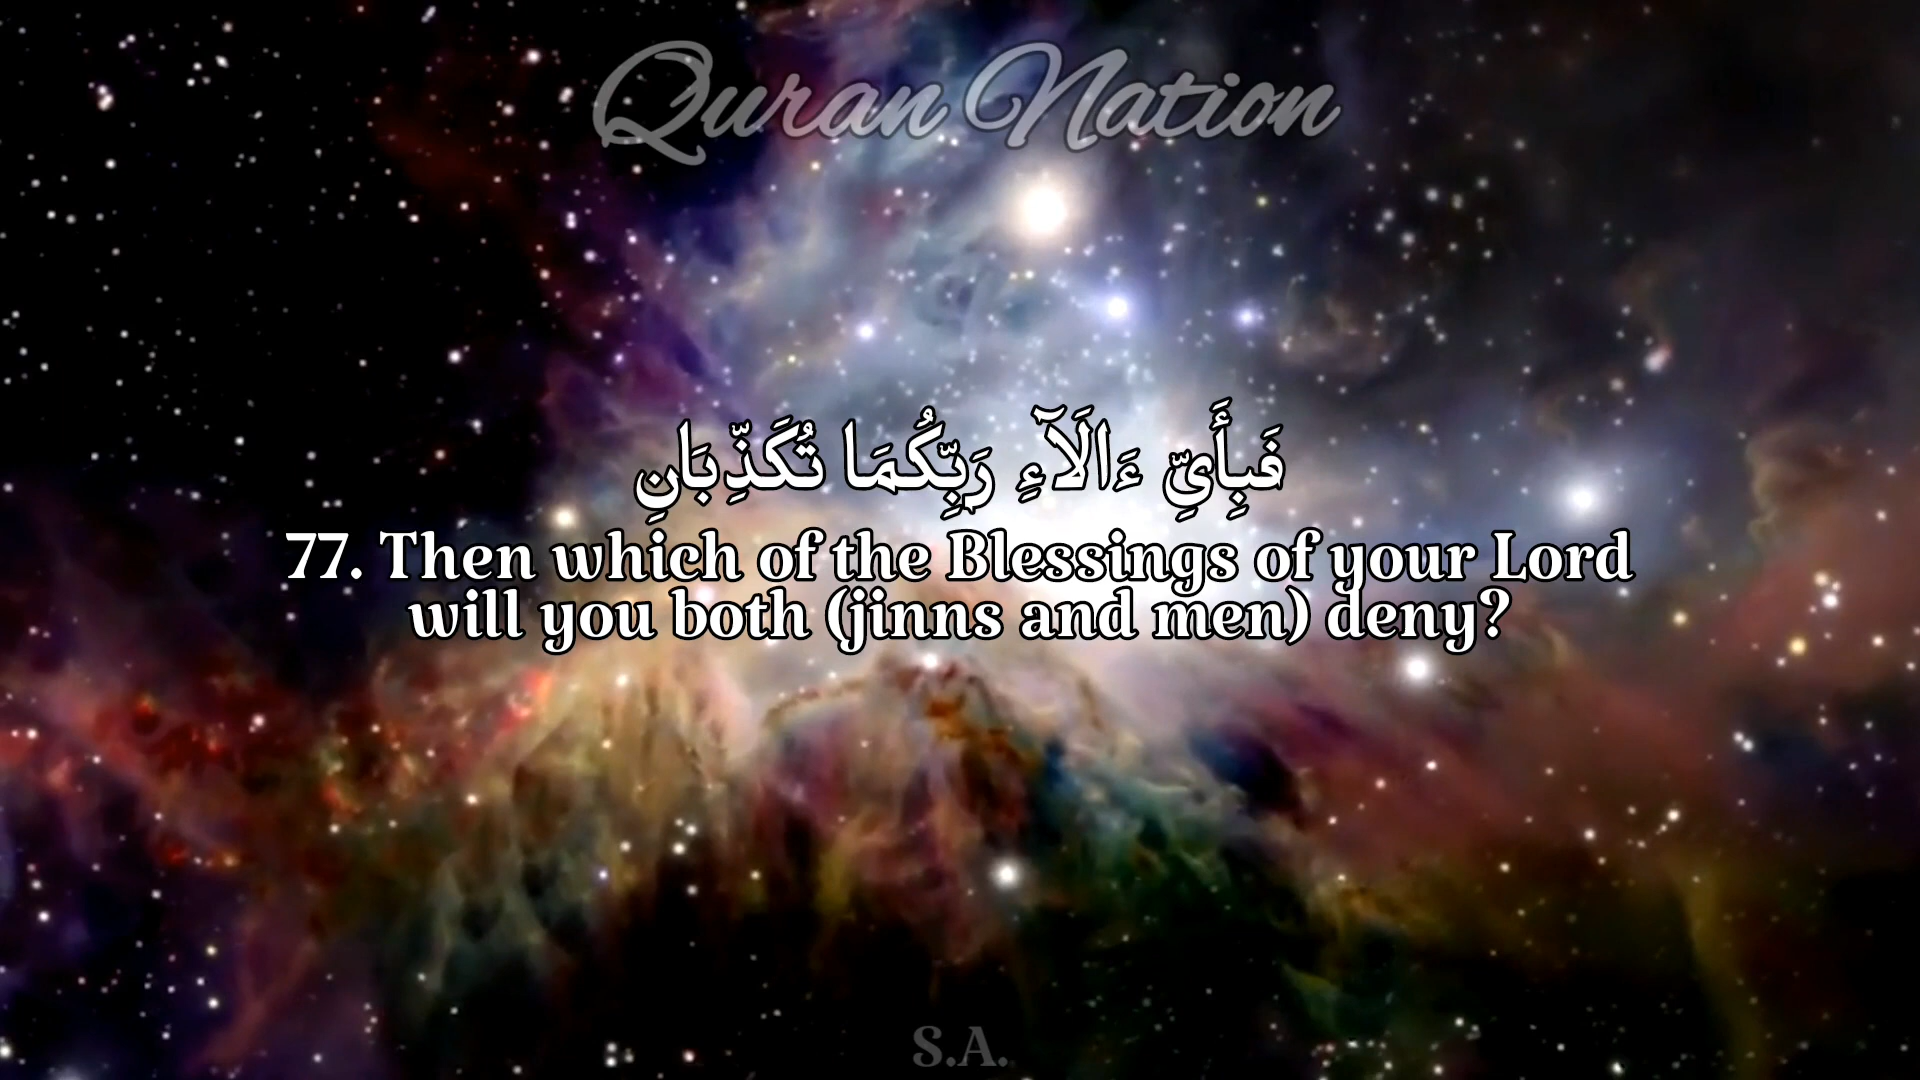 Quran Nation
فَبِأَيِّ ءَالَآءِ رَبِّكُمَا تُكَذِّبَانِ
77. Then which of the Blessings of your Lord
will you both (jinns and men) deny?
S.A.